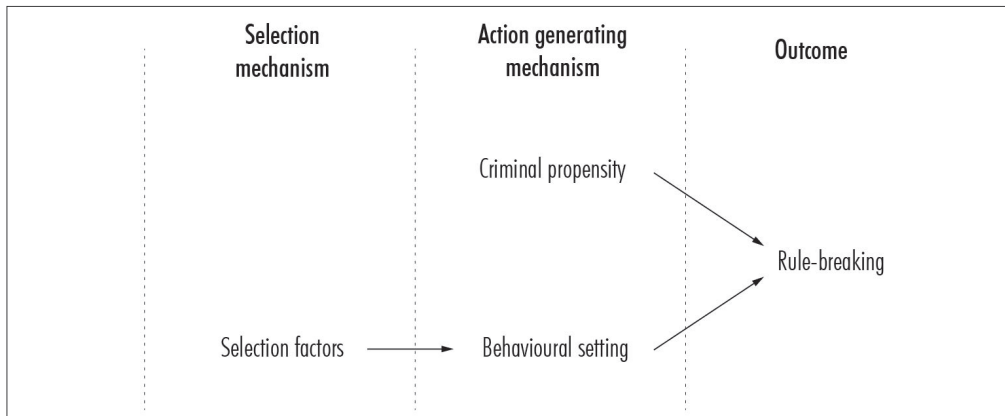 Selection
mechanism
Action generating
mechanism
Outcome
Criminal propensity
Rule-breaking
Selection factors
Behavioural setting